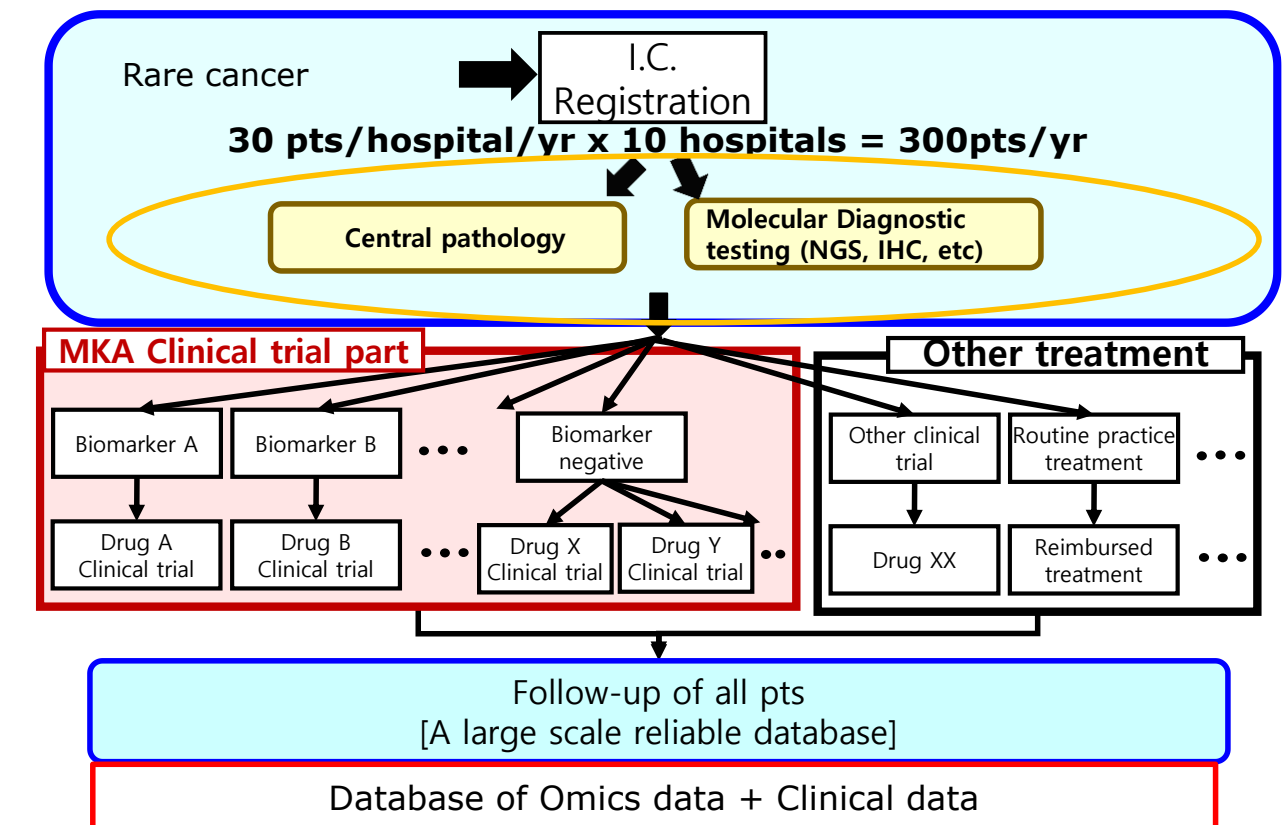 Rare cancer
I.C.
Registration
30 pts/hospital/yr x 10 hospitals = 300pts/yr
Central pathology
Molecular Diagnostic
testing (NGS, IHC, etc)
MKA Clinical trial part
Other treatment
Biomarker A
Biomarker B
•••
Biomarker
negative
Other clinical
trial
Routine practice
treatment
•••
Drug A
Clinical trial
Drug B
Clinical trial
•••
Drug X
Clinical trial
Drug Y
Clinical trial
••
Drug XX
Reimbursed
treatment
•••
Follow-up of all pts
[A large scale reliable database]
Database of Omics data + Clinical data